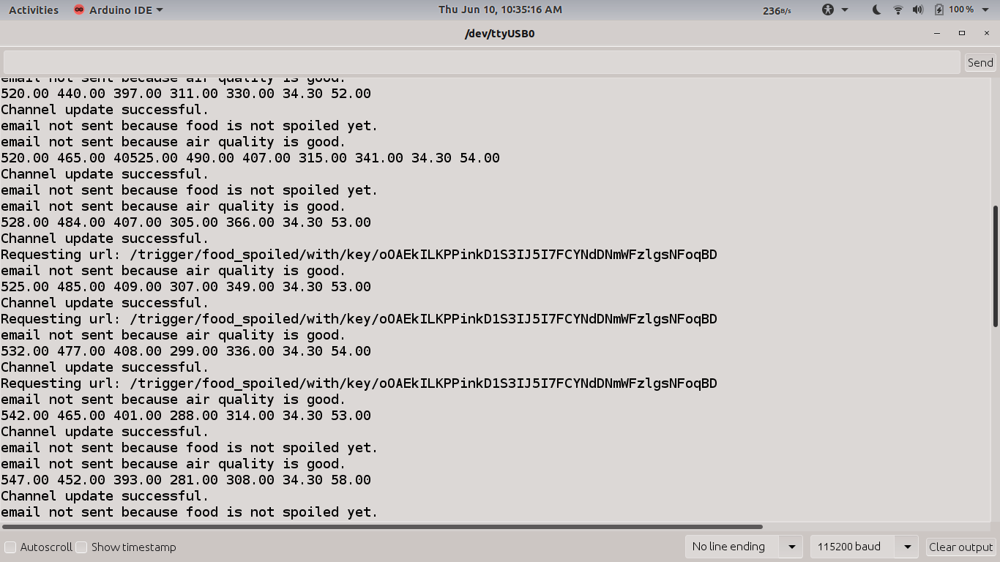 Activities Arduino IDE Thu Jun 10, 10:35:16 AM 236B/s 100 %
/dev/ttyUSB0
Send
email not sent because air quality is good.
520.00 440.00 397.00 311.00 330.00 34.30 52.00
Channel update successful.
email not sent because food is not spoiled yet.
email not sent because air quality is good.
520.00 465.00 40525.00 490.00 407.00 315.00 341.00 34.30 54.00
Channel update successful.
email not sent because food is not spoiled yet.
email not sent because air quality is good.
528.00 484.00 407.00 305.00 366.00 34.30 53.00
Channel update successful.
Requesting url: /trigger/food_spoiled/with/key/oOAEkILKPPinkD1S3IJ5I7FCYNdDNmWFzlgsNFoqBD
email not sent because air quality is good.
525.00 485.00 409.00 307.00 349.00 34.30 53.00
Channel update successful.
Requesting url: /trigger/food_spoiled/with/key/oOAEkILKPPinkD1S3IJ5I7FCYNdDNmWFzlgsNFoqBD
email not sent because air quality is good.
532.00 477.00 408.00 299.00 336.00 34.30 54.00
Channel update successful.
Requesting url: /trigger/food_spoiled/with/key/oOAEkILKPPinkD1S3IJ5I7FCYNdDNmWFzlgsNFoqBD
email not sent because air quality is good.
542.00 465.00 401.00 288.00 314.00 34.30 53.00
Channel update successful.
email not sent because food is not spoiled yet.
email not sent because air quality is good.
547.00 452.00 393.00 281.00 308.00 34.30 58.00
Channel update successful.
email not sent because food is not spoiled yet.
Autoscroll Show timestamp No line ending 115200 baud Clear output